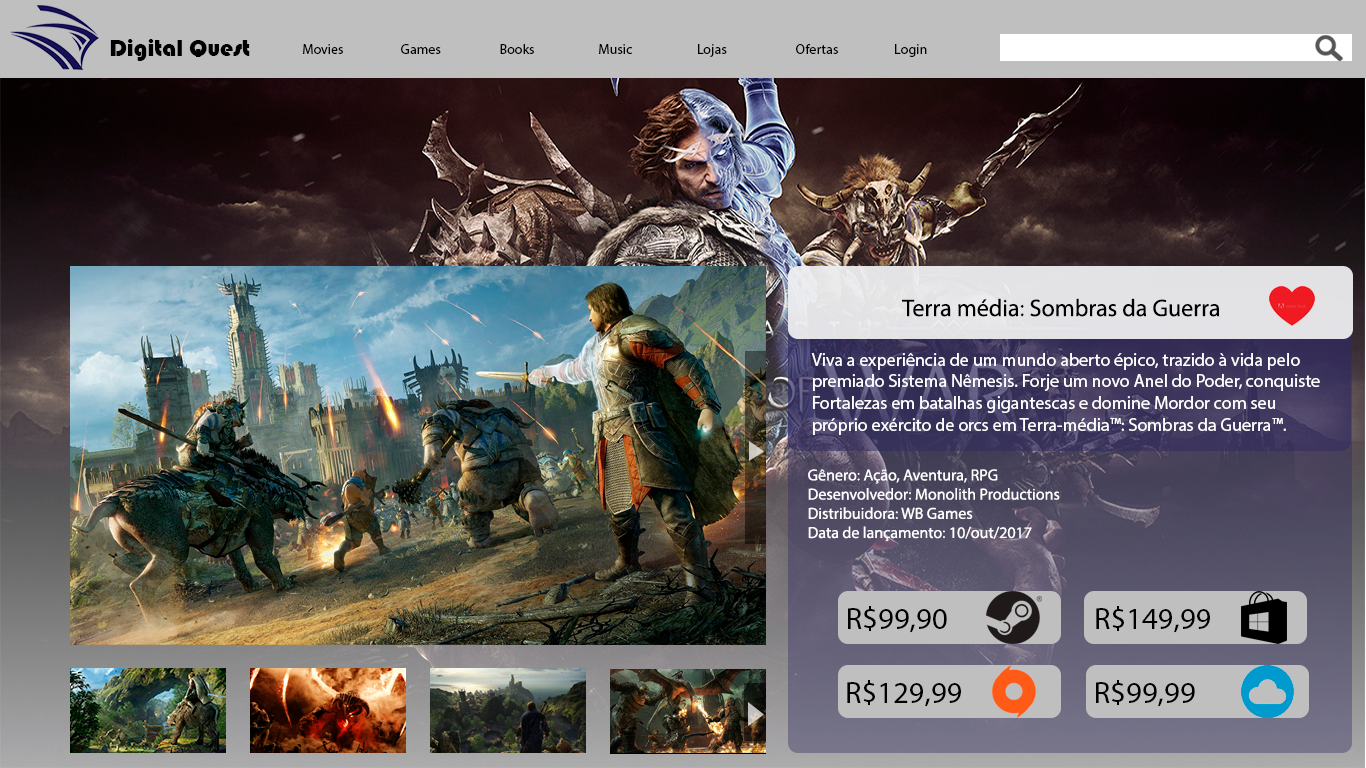 Digital Quest
Movies
Games
Books
Music
Lojas
Ofertas
Login
Terra média: Sombras da Guerra
Viva a experiência de um mundo aberto épico, trazido à vida pelo
premiado Sistema Nêmesis. Forje um novo Anel do Poder, conquiste
Fortalezas em batalhas gigantescas e domine Mordor com seu
próprio exército de orcs em Terra-média™: Sombras da Guerra™.
Gênero: Ação, Aventura, RPG
Desenvolvedor: Monolith Productions
Distribuidora: WB Games
Data de lançamento: 10/out/2017
R$99,90
R$149,99
R$129,99
R$99,99